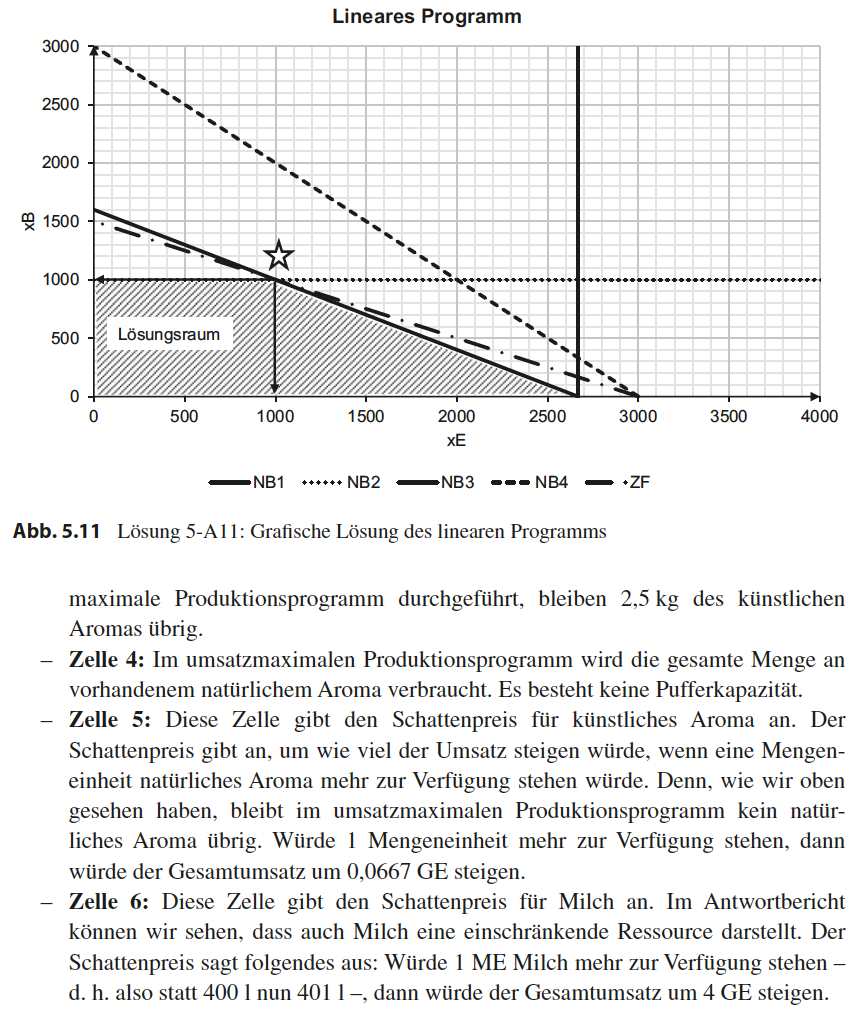 Lineares Programm
3000
2500
2000
1500
1000
500
0
xB
Lösungsraum
0 500 1000 1500 2000 2500 3000 3500 4000
xE
NB1 NB2 NB3 NB4 ZF
Abb. 5.11 Lösung 5-A11: Grafische Lösung des linearen Programms
maximale Produktionsprogramm durchgeführt, bleiben 2,5 kg des künstlichen
Aromas übrig.
– Zelle 4: Im umsatzmaximalen Produktionsprogramm wird die gesamte Menge an
vorhandenem natürlichem Aroma verbraucht. Es besteht keine Pufferkapazität.
– Zelle 5: Diese Zelle gibt den Schattenpreis für künstliches Aroma an. Der
Schattenpreis gibt an, um wie viel der Umsatz steigen würde, wenn eine Mengen-
einheit natürliches Aroma mehr zur Verfügung stehen würde. Denn, wie wir oben
gesehen haben, bleibt im umsatzmaximalen Produktionsprogramm kein natür-
liches Aroma übrig. Würde 1 Mengeneinheit mehr zur Verfügung stehen, dann
würde der Gesamtumsatz um 0,0667 GE steigen.
– Zelle 6: Diese Zelle gibt den Schattenpreis für Milch an. Im Antwortbericht
können wir sehen, dass auch Milch eine einschränkende Ressource darstellt. Der
Schattenpreis sagt folgendes aus: Würde 1 ME Milch mehr zur Verfügung stehen –
d. h. also statt 400 l nun 401 l –, dann würde der Gesamtumsatz um 4 GE steigen.